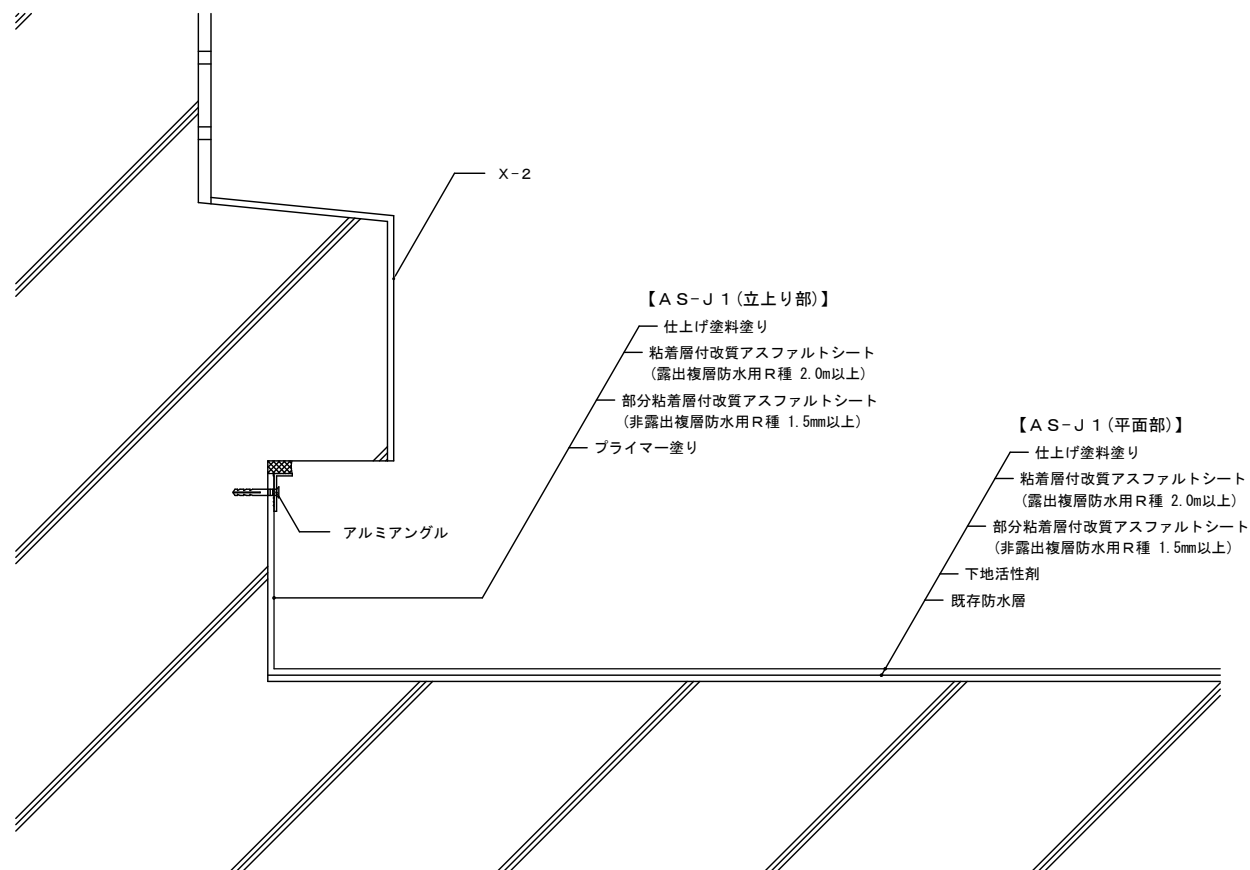 X-2
【AS-J1(立上り部)】
仕上げ塗料塗り
粘着層付改質アスファルトシート
(露出複層防水用R種 2.0m以上)
部分粘着層付改質アスファルトシート
(非露出複層防水用R種 1.5mm以上)
プライマー塗り
【AS-J1(平面部)】
仕上げ塗料塗り
粘着層付改質アスファルトシート
(露出複層防水用R種 2.0m以上)
部分粘着層付改質アスファルトシート
(非露出複層防水用R種 1.5mm以上)
下地活性剤
既存防水層
アルミアングル